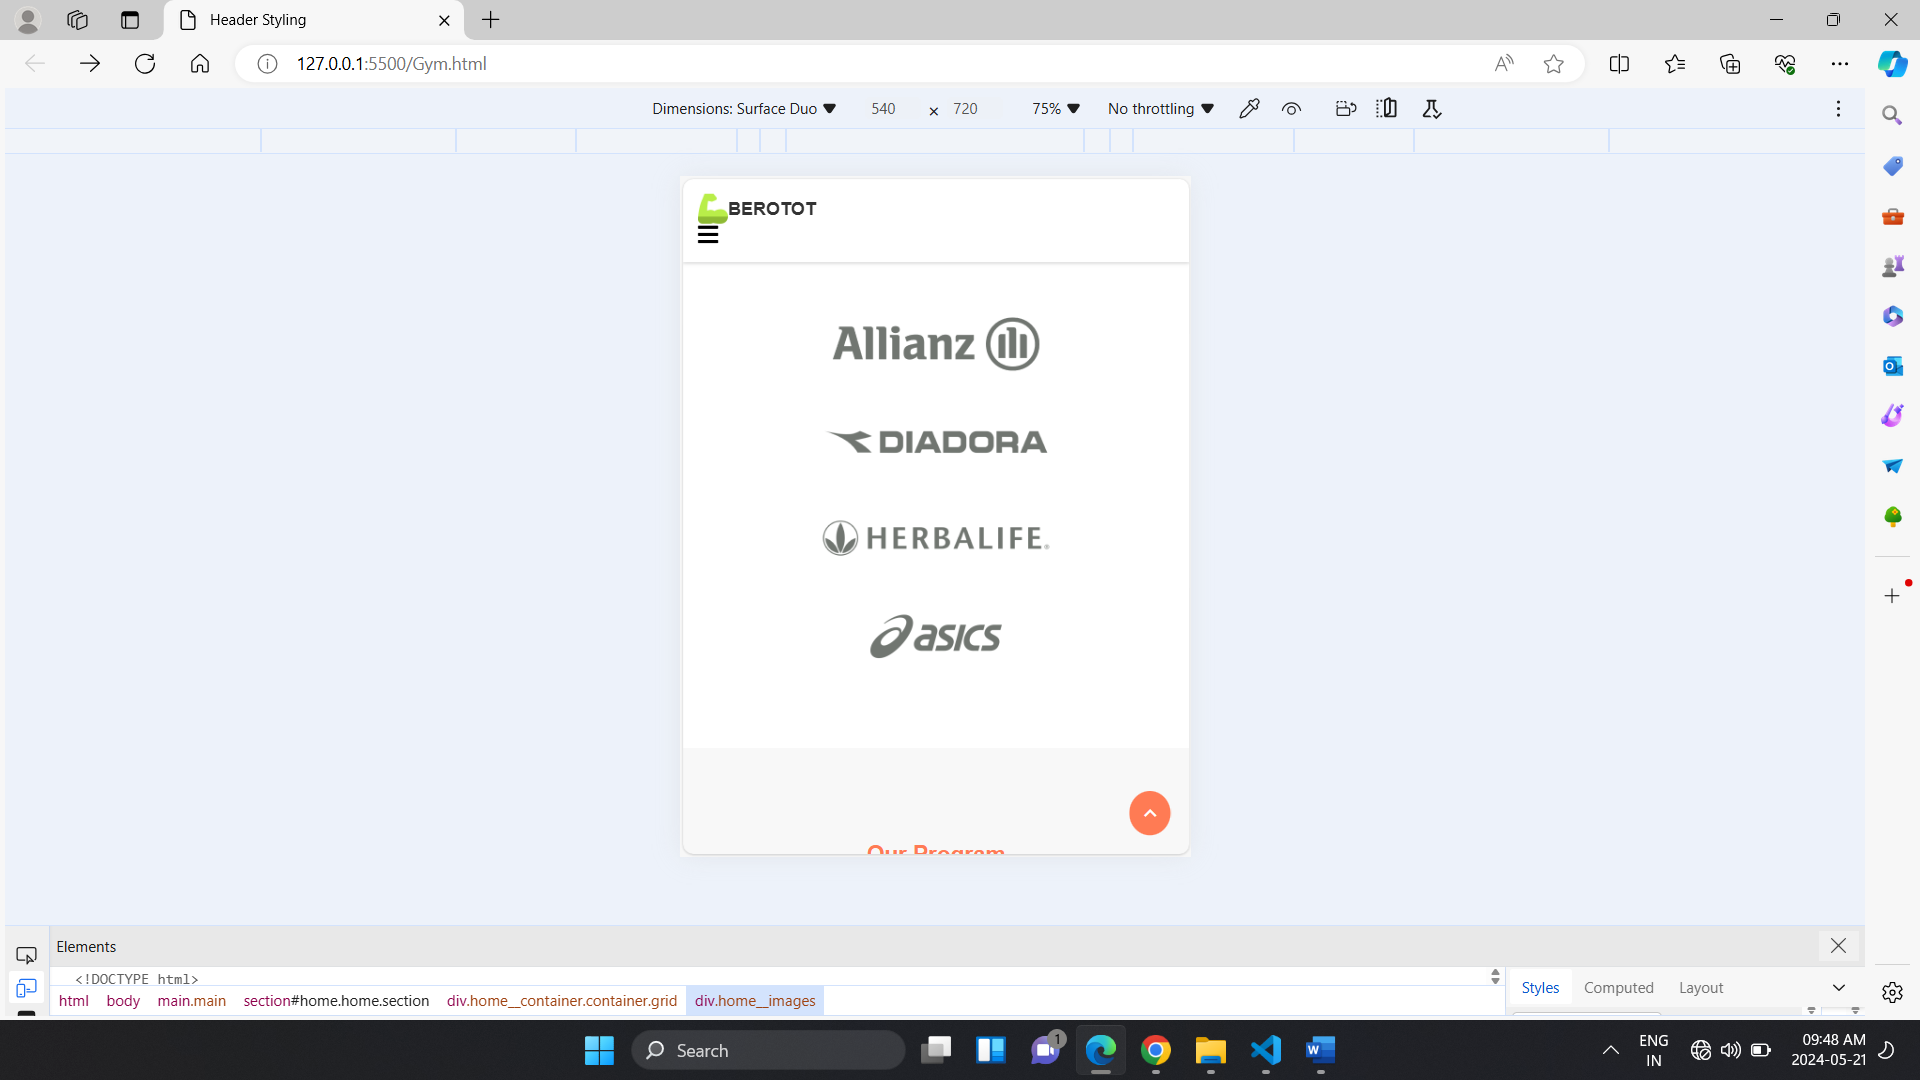 Header Styling
127.0.0.1:5500/Gym.html
Dimensions: Surface Duo 540 × 720 75% No throttling
BEROTOT
Allianz
DIADORA
HERBALIFE
asics
Our Program
Elements
<!DOCTYPE html>
html body main.main section#home.home.section div.home__container.container.grid div.home__images
Styles Computed Layout
Search
1
ENG
IN
09:48 AM
2024-05-21